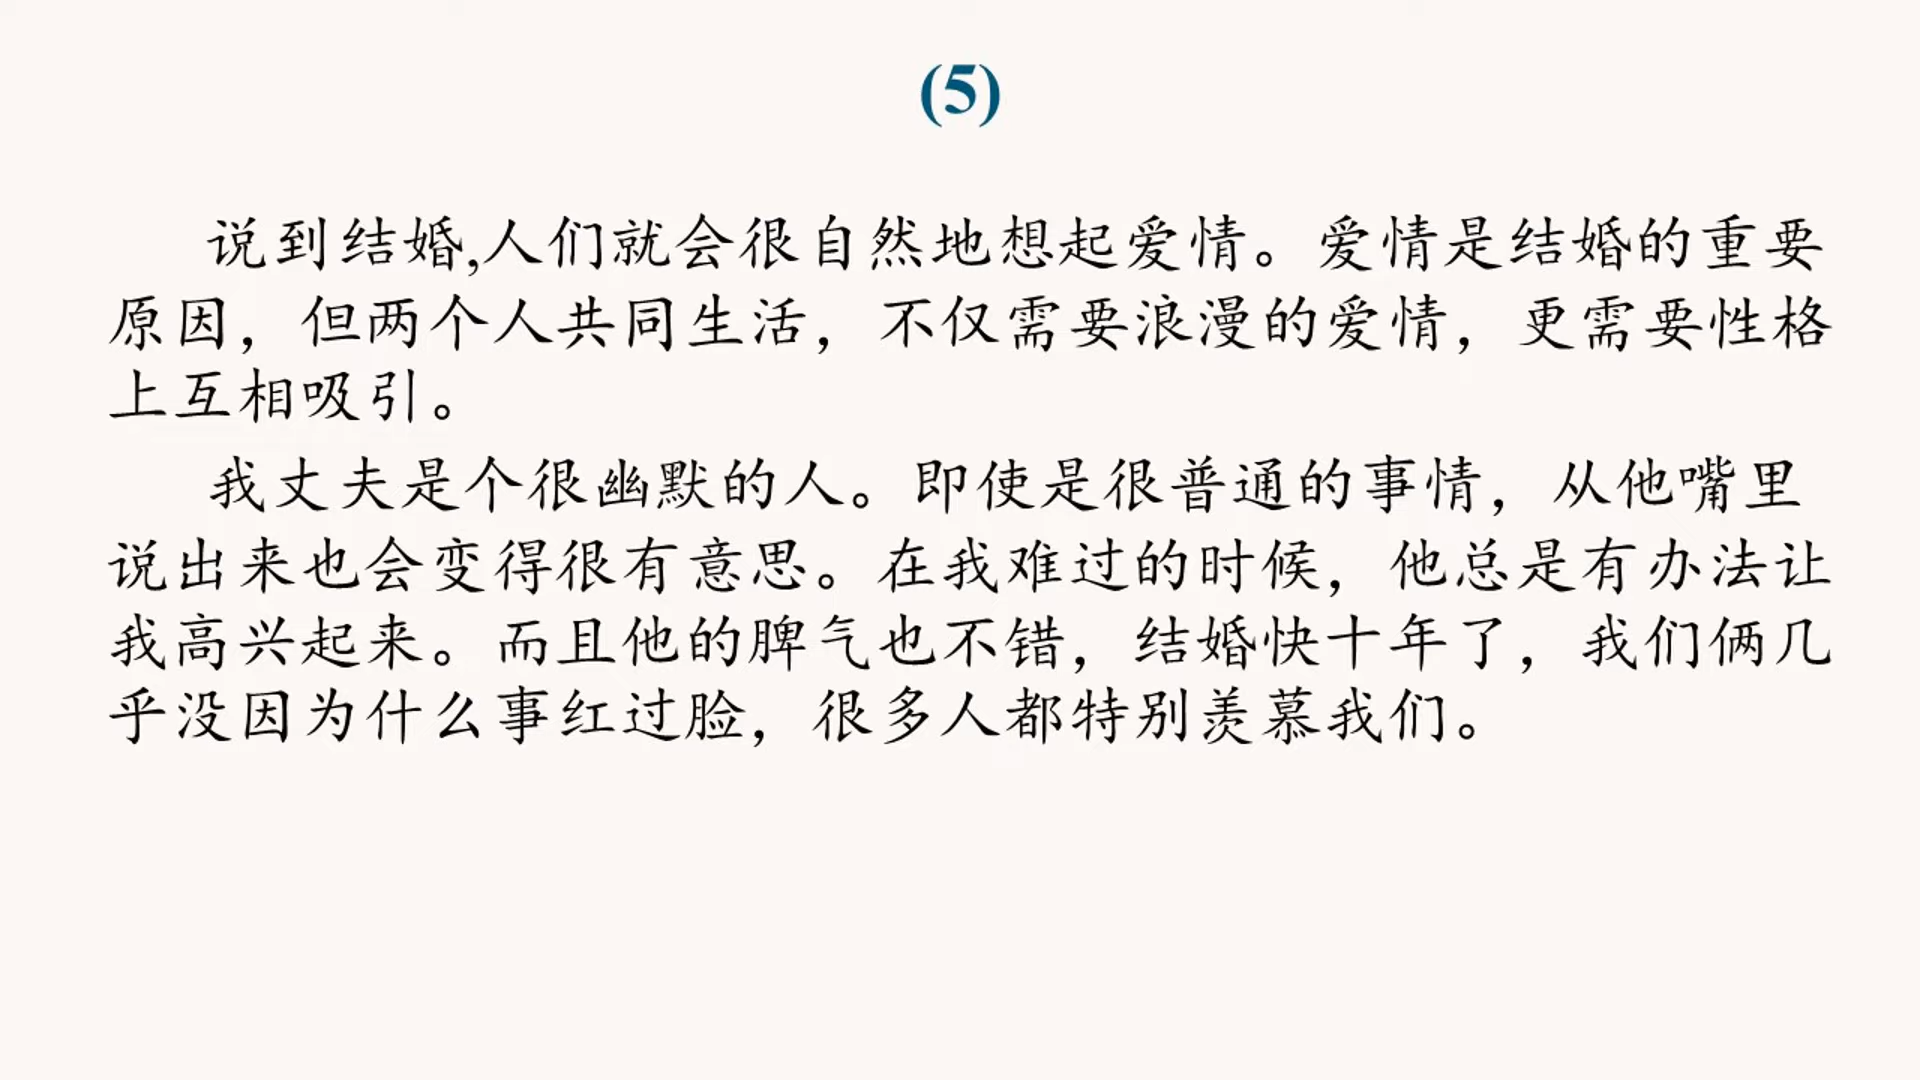 (5)
说到结婚,人们就会很自然地想起爱情。爱情是结婚的重要
原因，但两个人共同生活，不仅需要浪漫的爱情，更需要性格
上互相吸引。
我丈夫是个很幽默的人。即使是很普通的事情，从他嘴里
说出来也会变得很有意思。在我难过的时候，他总是有办法让
我高兴起来。而且他的脾气也不错，结婚快十年了，我们俩几
乎没因为什么事红过脸，很多人都特别羡慕我们。